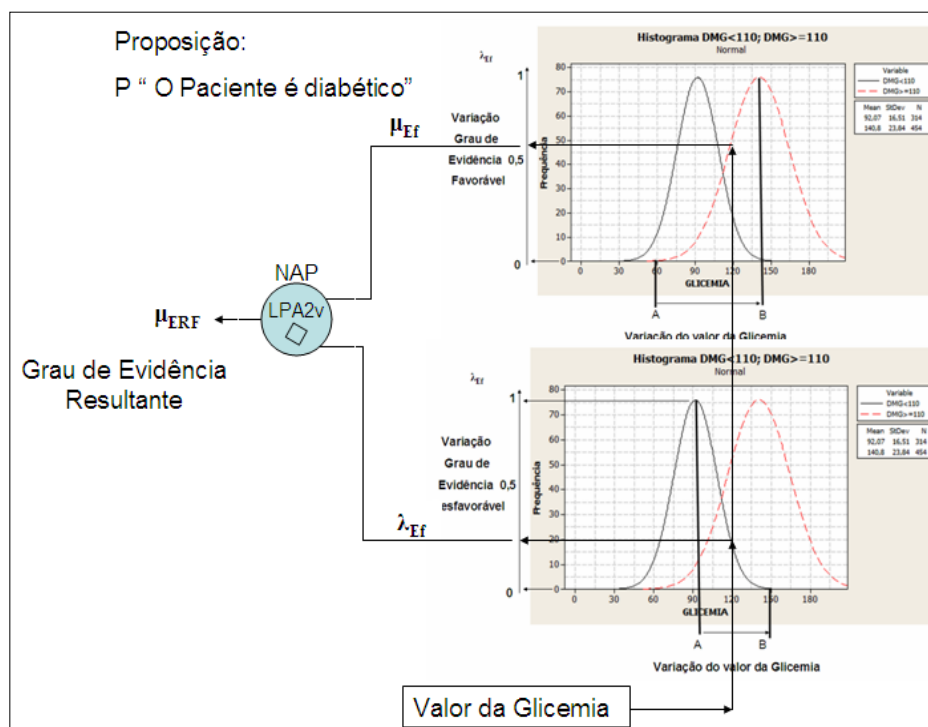 Proposição:
P “ O Paciente é diabético”
μEf
NAP
LPA2v
μERF
Grau de Evidência
Resultante
λEf
Histograma DMG<110; DMG>=110
Normal
λEf
1
Variação
Grau de
Evidência 0,5
Favorável
0
Frequência
80
70
60
50
40
30
20
10
0
0 30 60 90 120 150 180
GLICEMIA
Variable
DMG<110
DMG>=110
Mean StDev N
92,07 16,51 314
140,8 23,84 454
A B
Variação do valor da Glicemia
Histograma DMG<110; DMG>=110
Normal
λEf
1
Variação
Grau de
Evidência 0,5
esfavorável
0
Frequência
80
70
60
50
40
30
20
10
0
0 30 60 90 120 150 180
GLICEMIA
Variable
DMG<110
DMG>=110
Mean StDev N
92,07 16,51 314
140,8 23,84 454
A B
Variação do valor da Glicemia
Valor da Glicemia